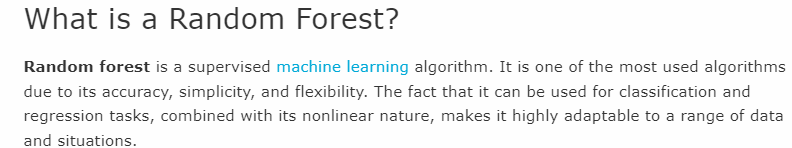 What is a Random Forest?
Random forest is a supervised machine learning algorithm. It is one of the most used algorithms
due to its accuracy, simplicity, and flexibility. The fact that it can be used for classification and
regression tasks, combined with its nonlinear nature, makes it highly adaptable to a range of data
and situations.